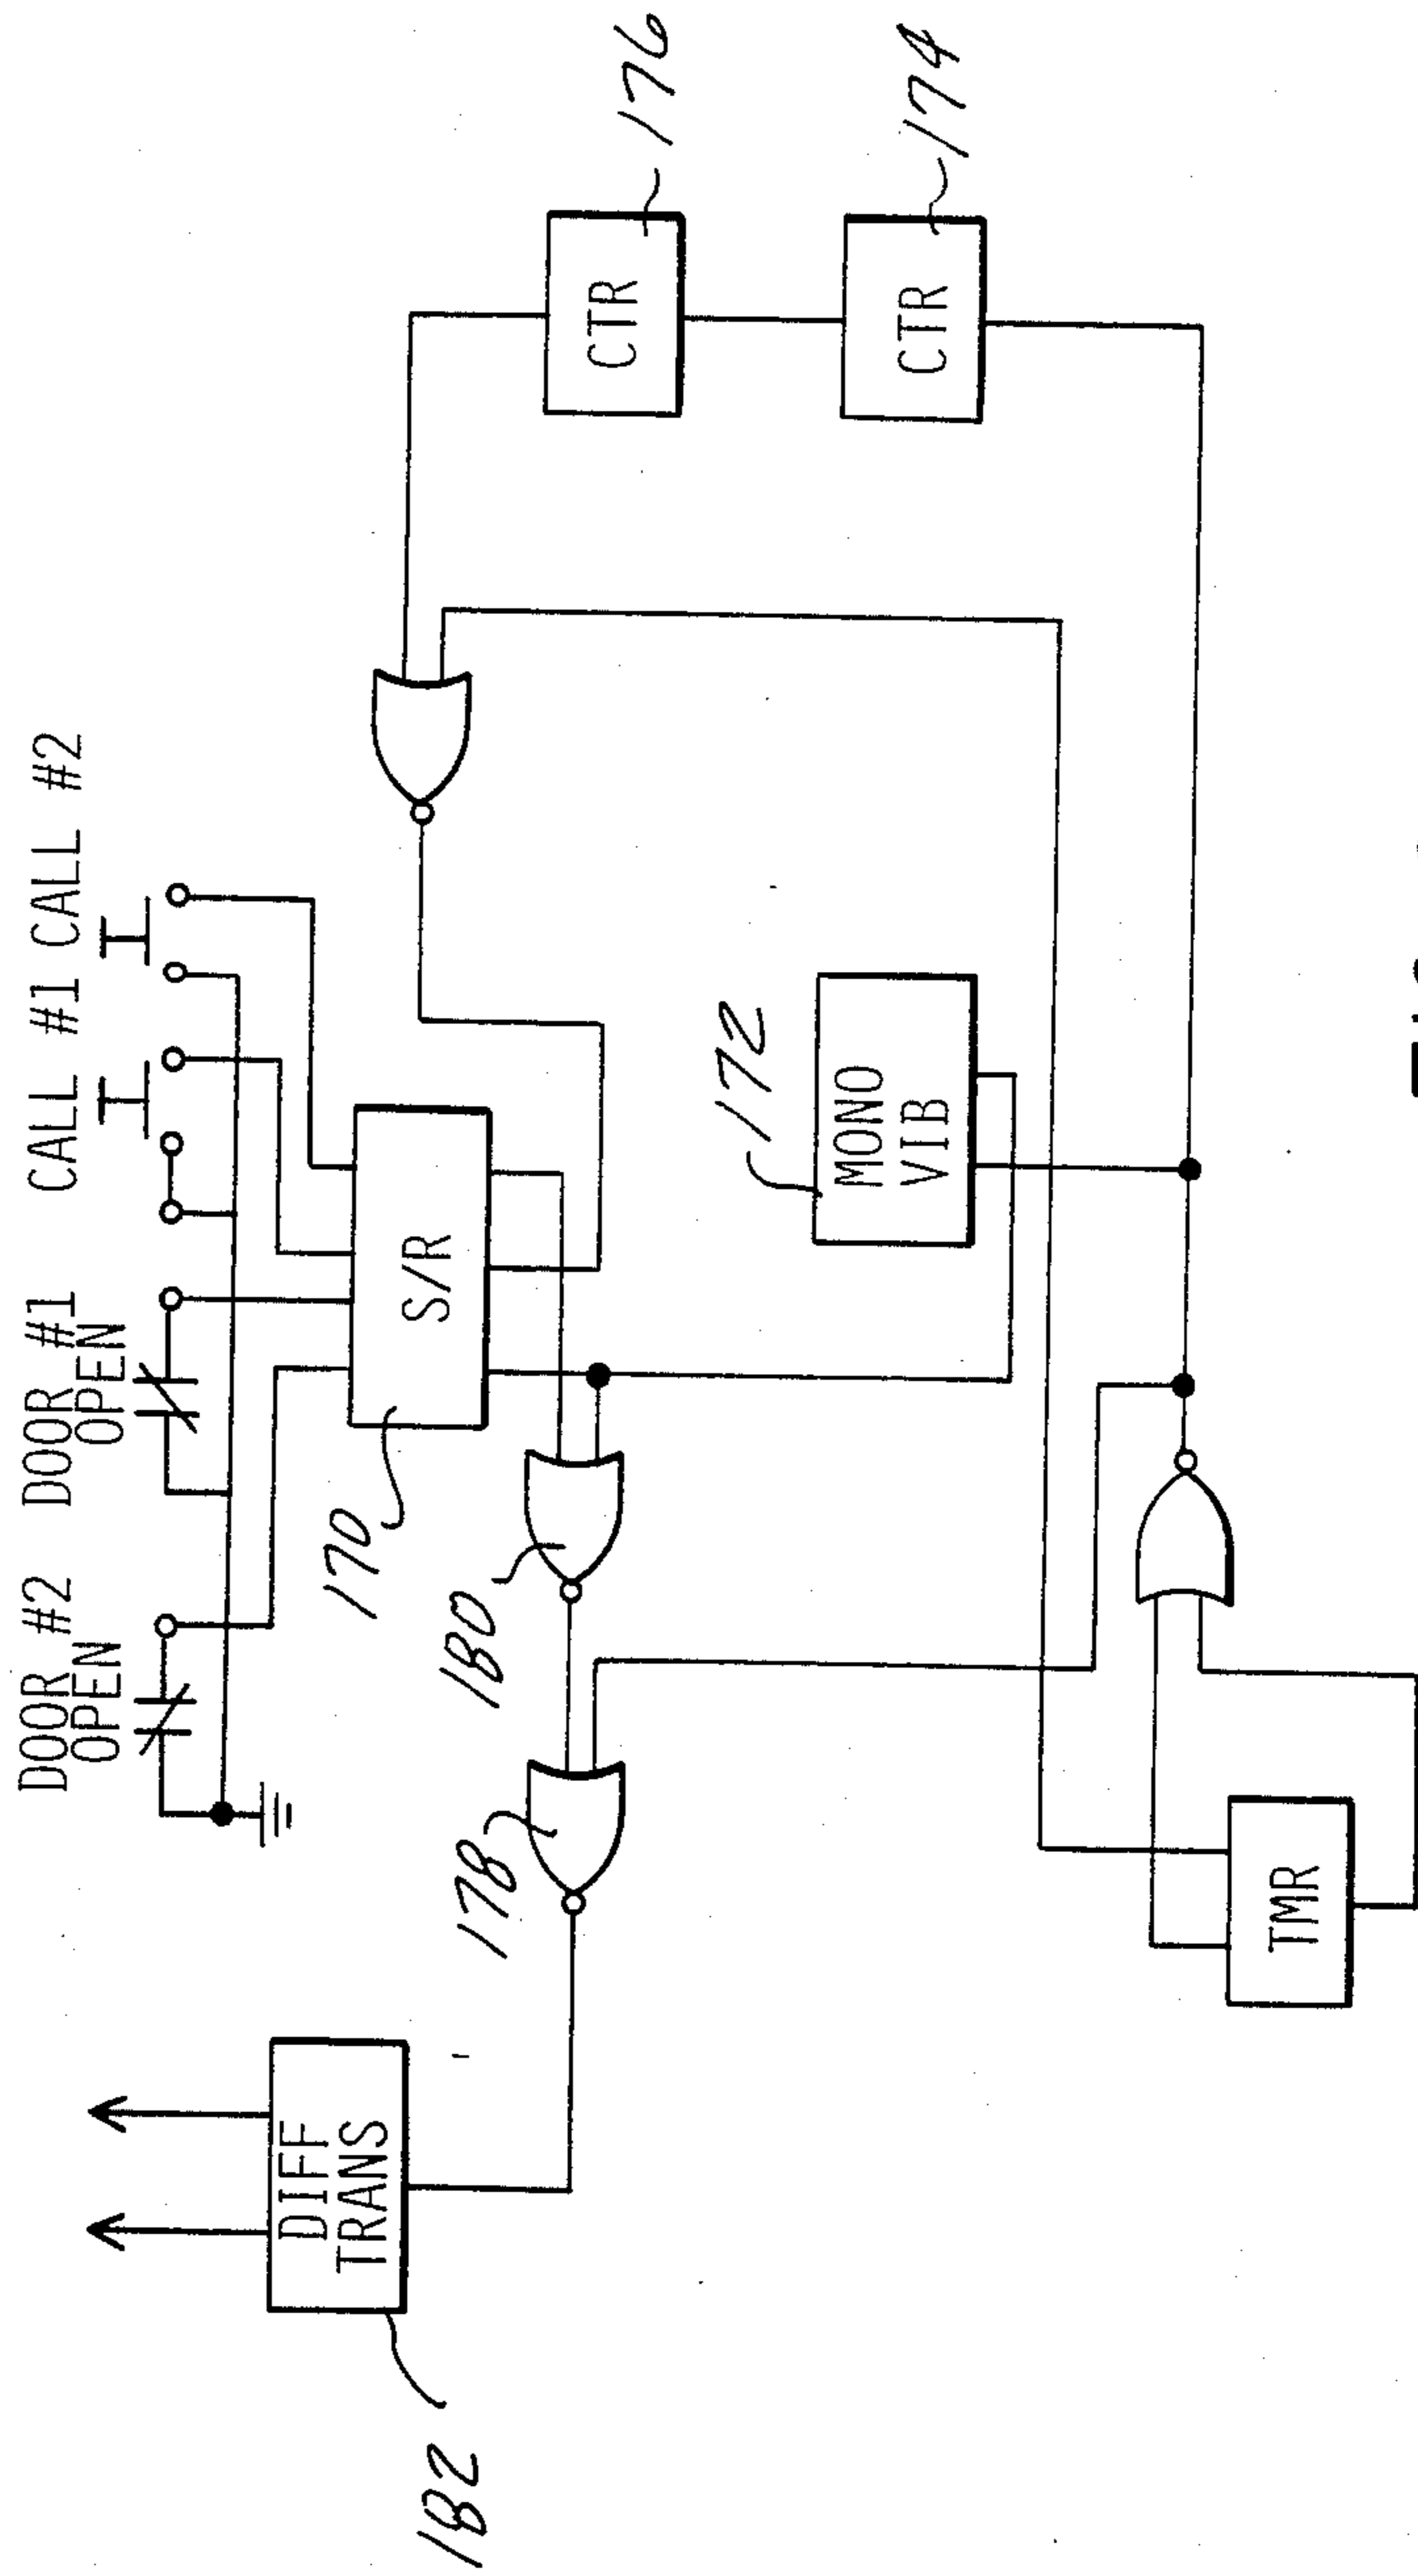 DOOR #2
OPEN
DOOR #1
OPEN
CALL #1
CALL #2
DIFF
TRANS
182
178
180
170
S/R
172
MONO
VIB
CTR
176
CTR
174
TMR